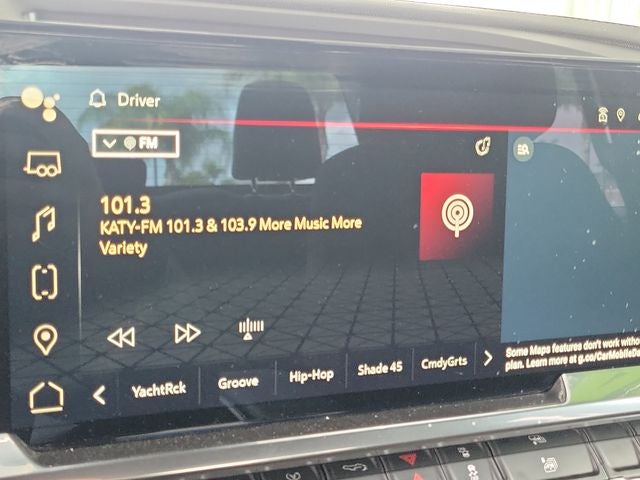 Driver
FM
101.3
KATY-FM 101.3 & 103.9 More Music More
Variety
YachtRck
Groove
Hip-Hop
Shade 45
CmdyGrts
Some Maps features don't work witho
plan. Learn more at g.co/CarMobile